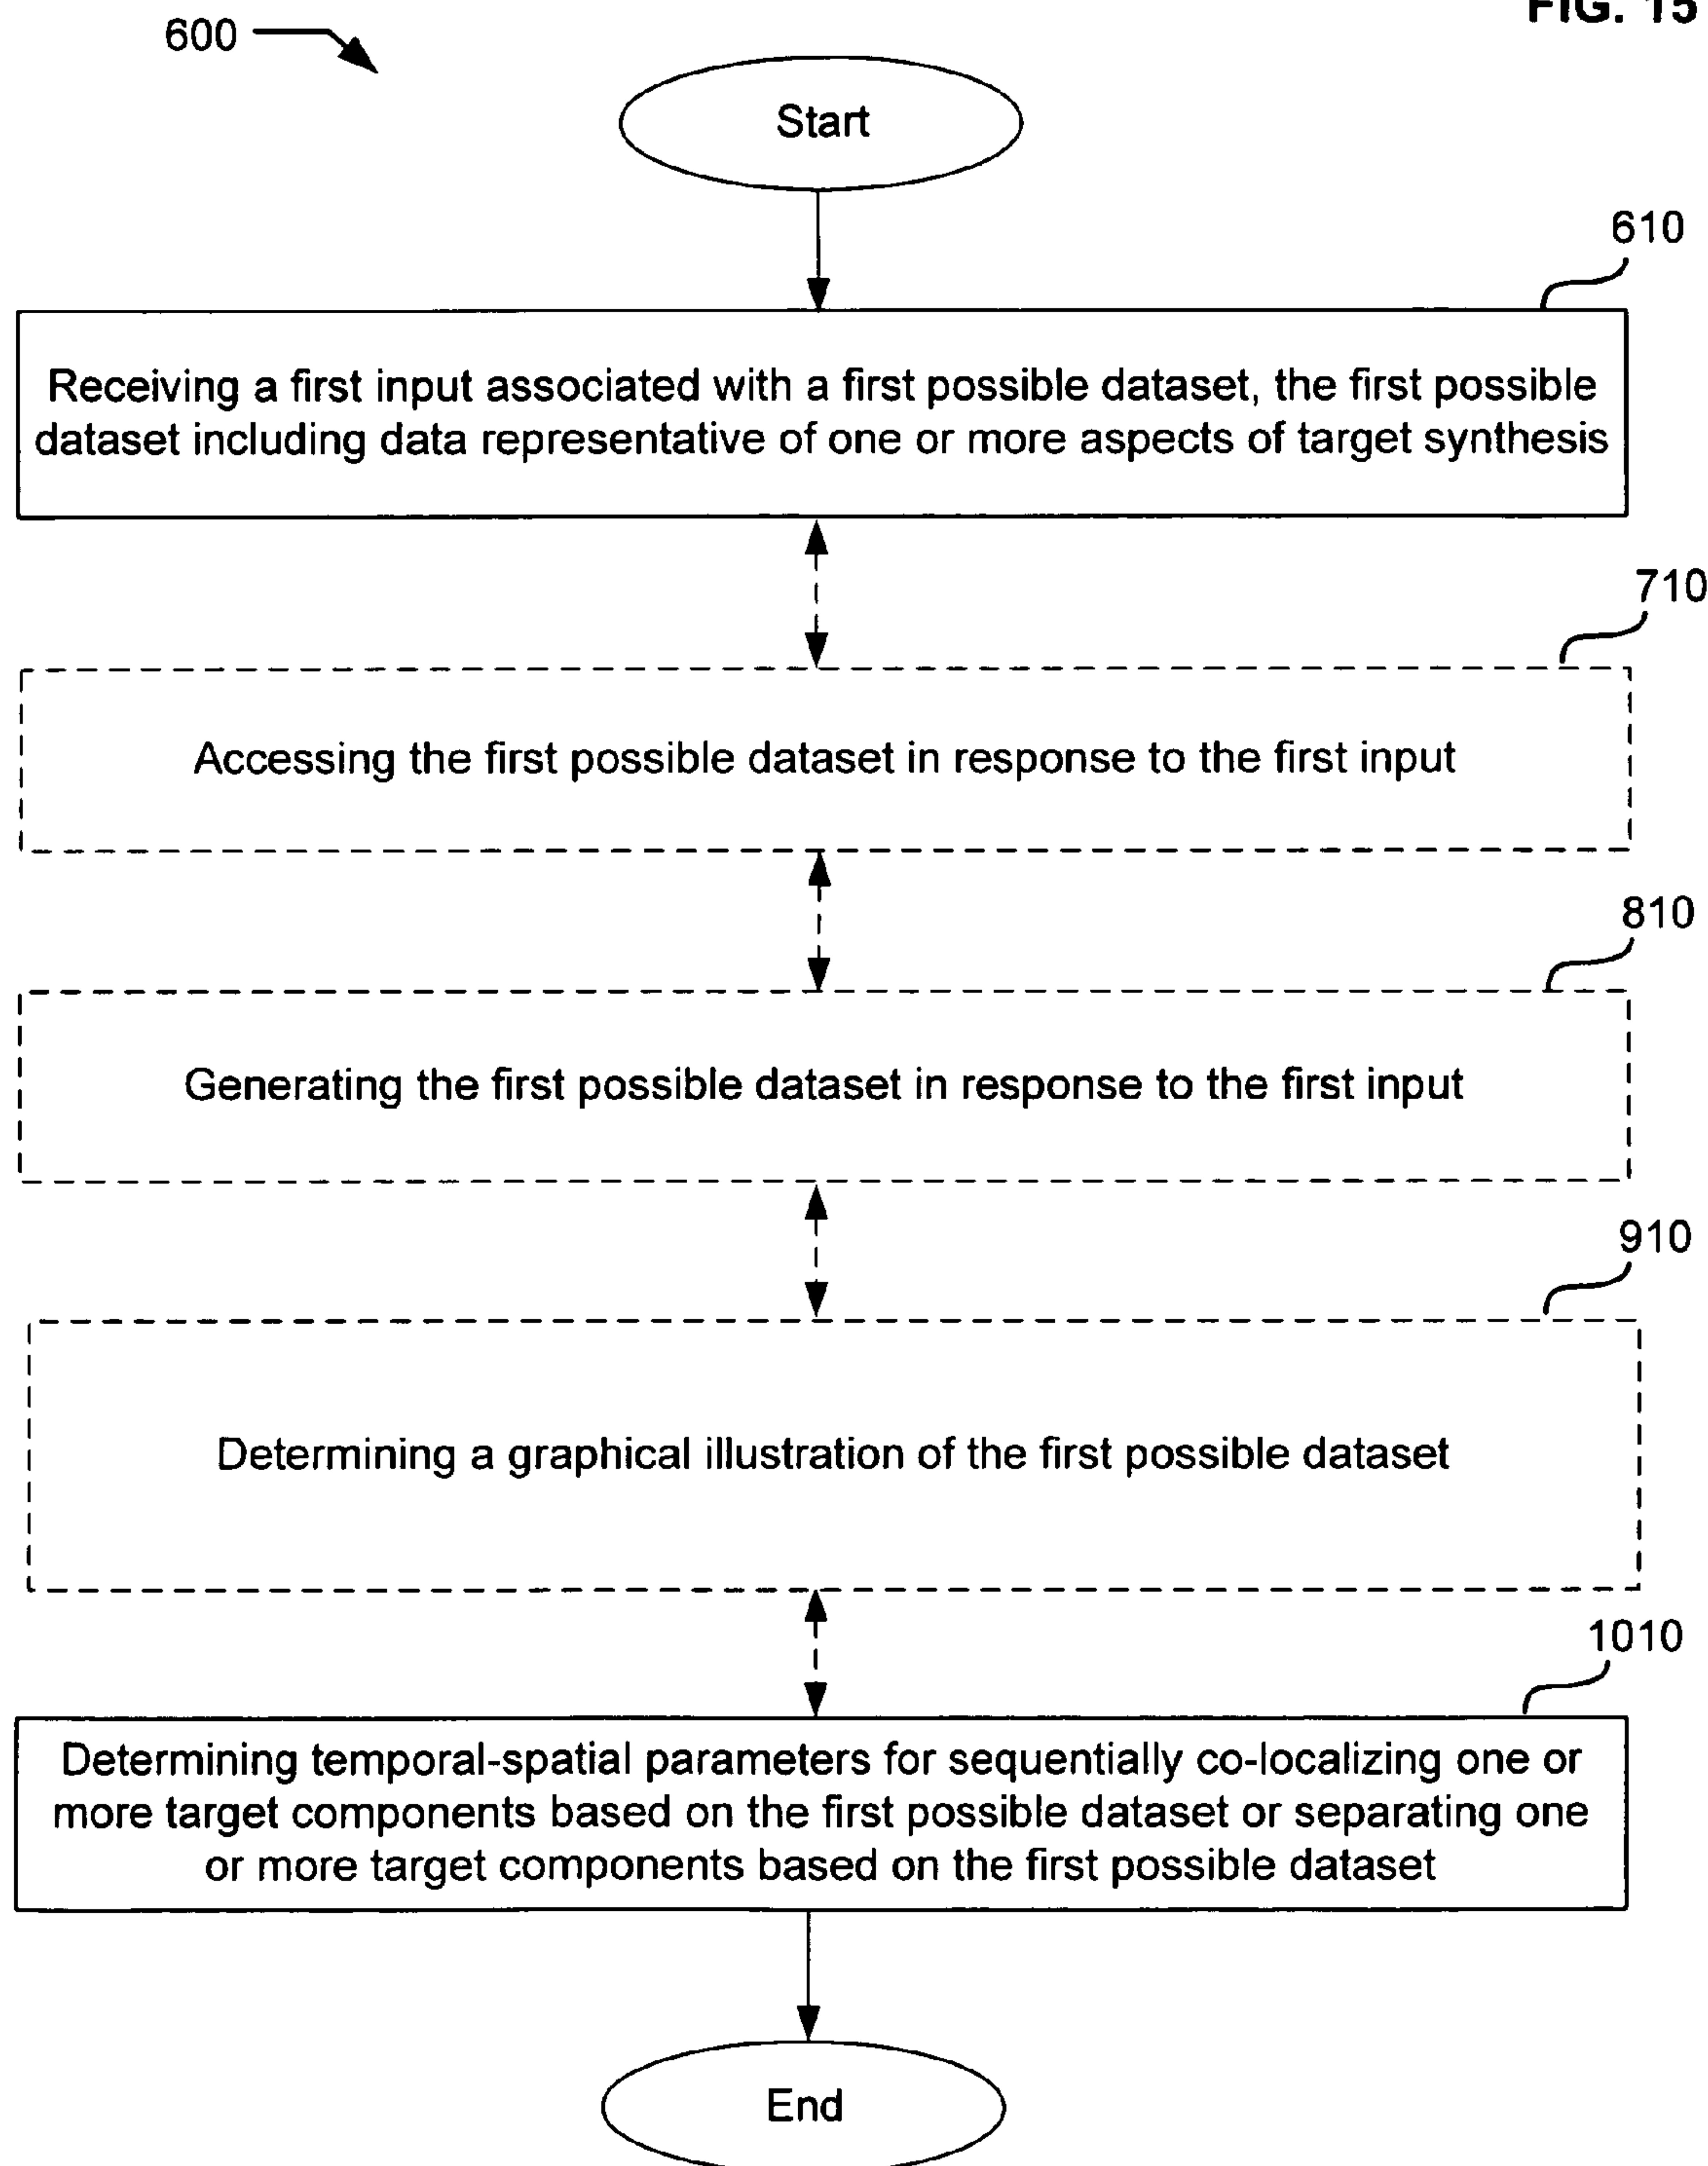 FIG. 15
600
Start
610
Receiving a first input associated with a first possible dataset, the first possible
dataset including data representative of one or more aspects of target synthesis
710
Accessing the first possible dataset in response to the first input
810
Generating the first possible dataset in response to the first input
910
Determining a graphical illustration of the first possible dataset
1010
Determining temporal-spatial parameters for sequentially co-localizing one or
more target components based on the first possible dataset or separating one
or more target components based on the first possible dataset
End